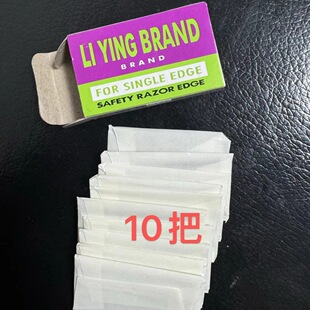 LI YING BRAND
BRAND
FOR SINGLE EDGE
SAFETY RAZOR EDGE
10把